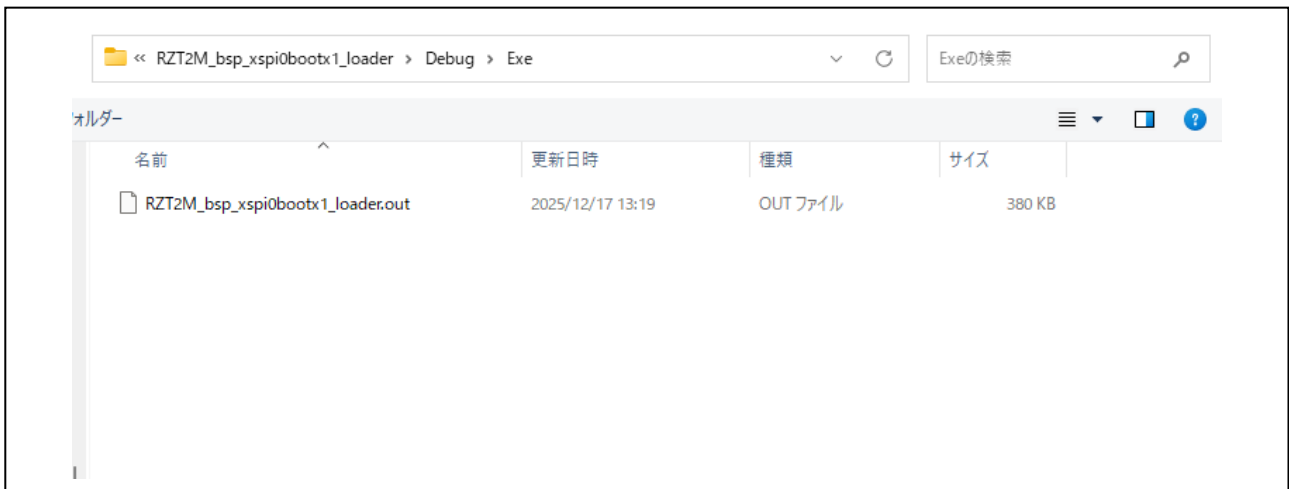 « RZT2M_bsp_xspi0bootx1_loader > Debug > Exe Exeの検索
ォルダー
名前 更新日時 種類 サイズ
RZT2M_bsp_xspi0bootx1_loader.out 2025/12/17 13:19 OUT ファイル 380 KB